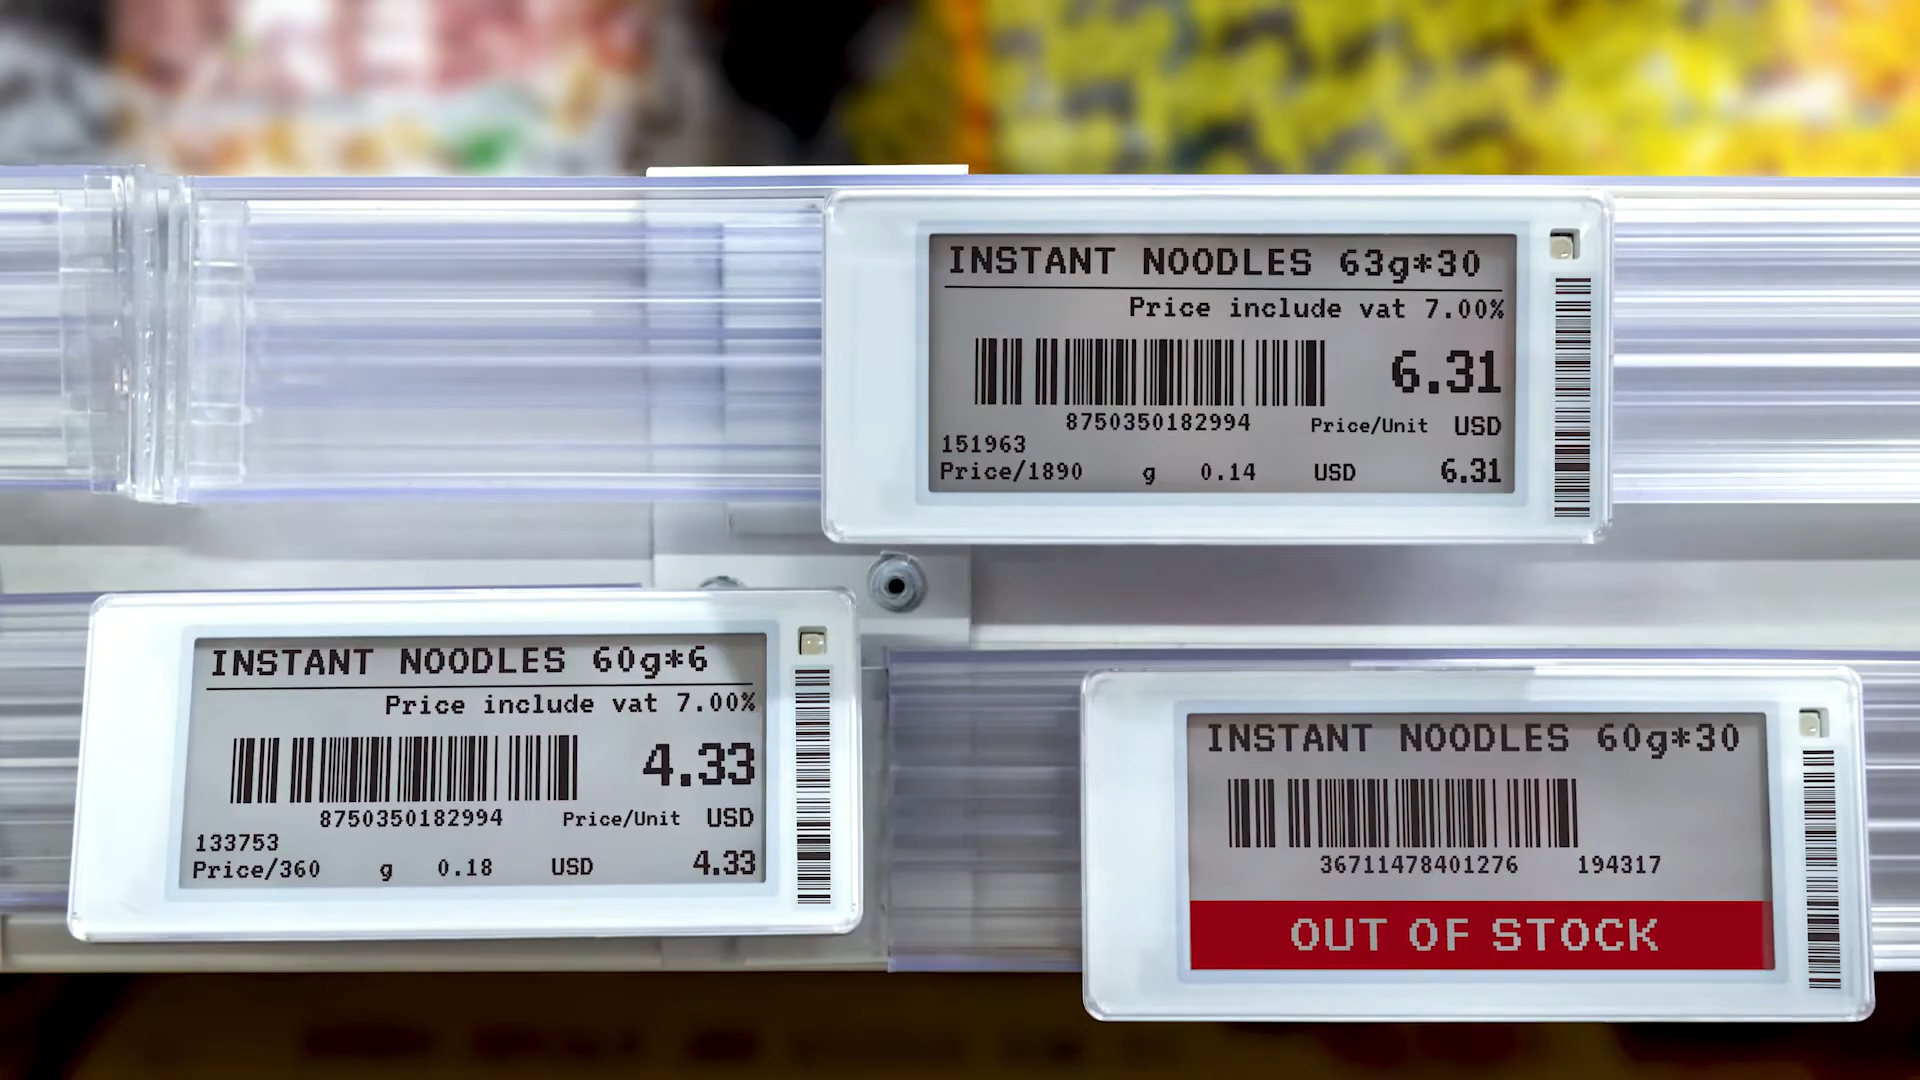 INSTANT NOODLES 63g*30
Price include vat 7.00%
6.31
8750350182994 Price/Unit USD
151963
Price/1890 g 0.14 USD 6.31
INSTANT NOODLES 60g*6
Price include vat 7.00%
4.33
8750350182994 Price/Unit USD
133753
Price/360 g 0.18 USD 4.33
INSTANT NOODLES 60g*30
36711478401276 194317
OUT OF STOCK